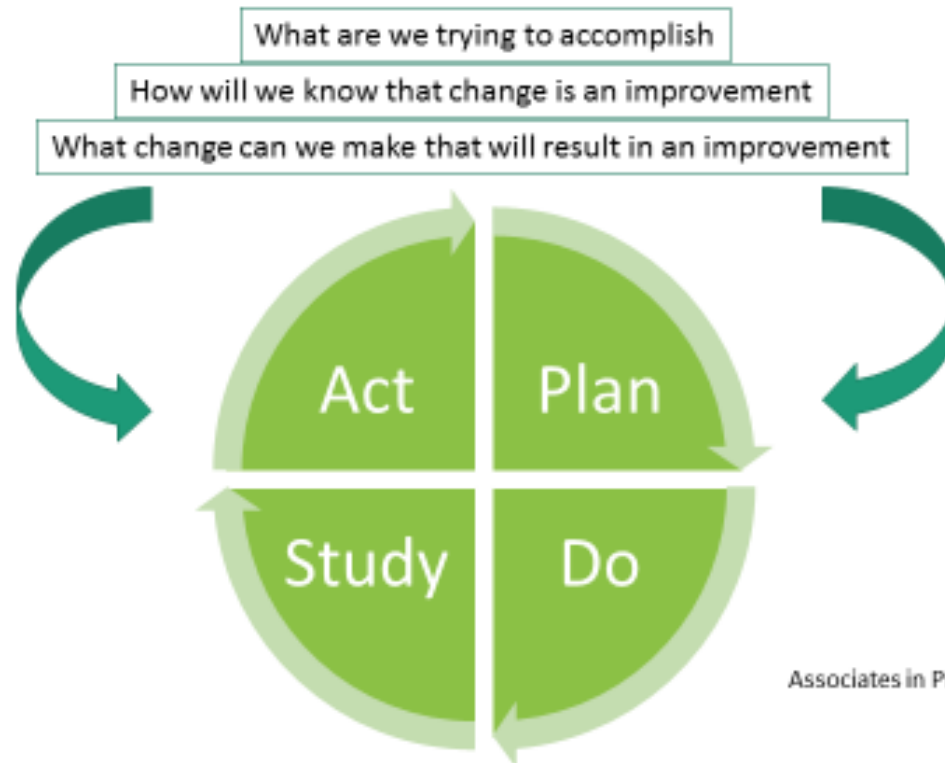 What are we trying to accomplish
How will we know that change is an improvement
What change can we make that will result in an improvement
Act
Plan
Study
Do
Associates in P